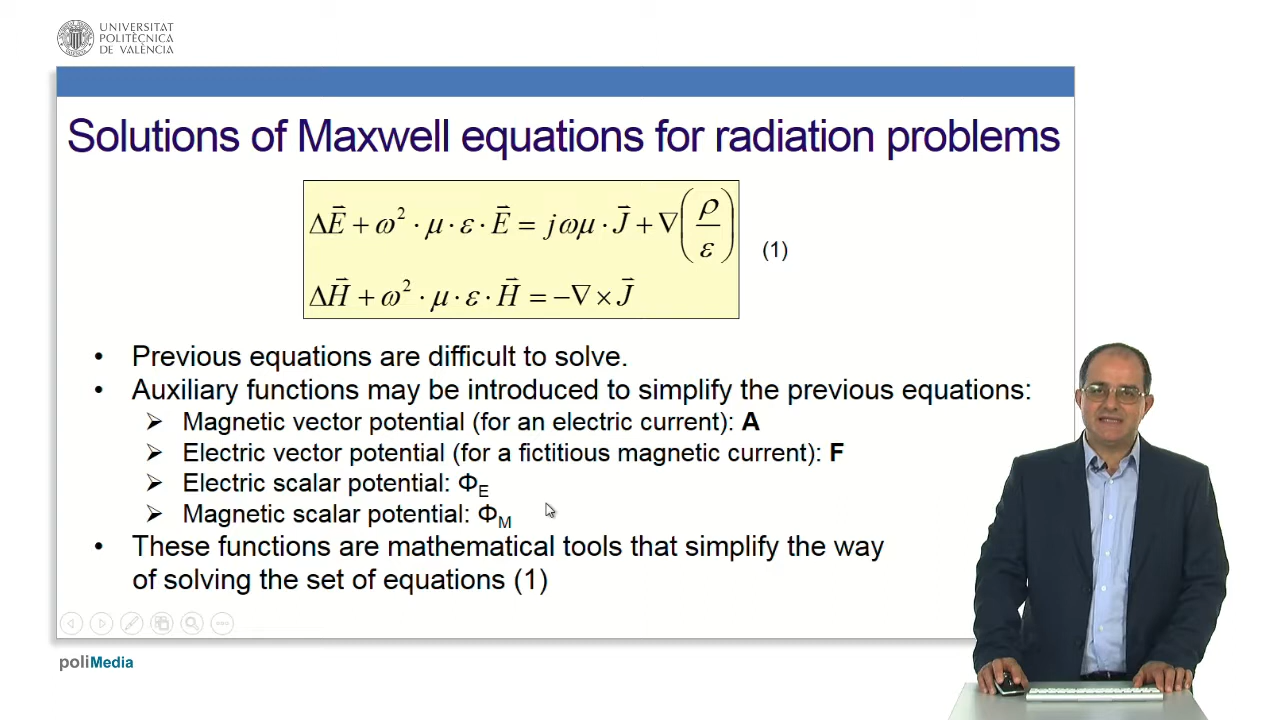 UNIVERSITAT
POLITÈCNICA
DE VALÈNCIA
Solutions of Maxwell equations for radiation problems
ΔE⃗ + ω² · μ · ε · E⃗ = jωμ · J⃗ + ∇(ρ/ε)
(1)
ΔH⃗ + ω² · μ · ε · H⃗ = −∇ × J⃗
• Previous equations are difficult to solve.
• Auxiliary functions may be introduced to simplify the previous equations:
➢ Magnetic vector potential (for an electric current): A
➢ Electric vector potential (for a fictitious magnetic current): F
➢ Electric scalar potential: Φ_E
➢ Magnetic scalar potential: Φ_M
• These functions are mathematical tools that simplify the way
of solving the set of equations (1)
poliMedia